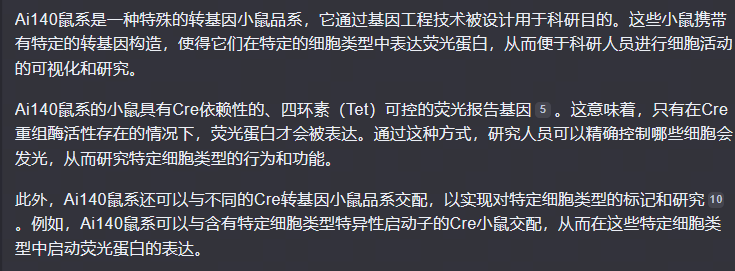 Ai140鼠系是一种特殊的转基因小鼠品系，它通过基因工程技术被设计用于科研目的。这些小鼠携带
有特定的转基因构造，使得它们在特定的细胞类型中表达荧光蛋白，从而便于科研人员进行细胞活动
的可视化和研究。
Ai140鼠系的小鼠具有Cre依赖性的、四环素（Tet）可控的荧光报告基因 5 。这意味着，只有在Cre
重组酶活性存在的情况下，荧光蛋白才会被表达。通过这种方式，研究人员可以精确控制哪些细胞会
发光，从而研究特定细胞类型的行为和功能。
此外，Ai140鼠系还可以与不同的Cre转基因小鼠品系交配，以实现对特定细胞类型的标记和研究 10
。例如，Ai140鼠系可以与含有特定细胞类型特异性启动子的Cre小鼠交配，从而在这些特定细胞类
型中启动荧光蛋白的表达。